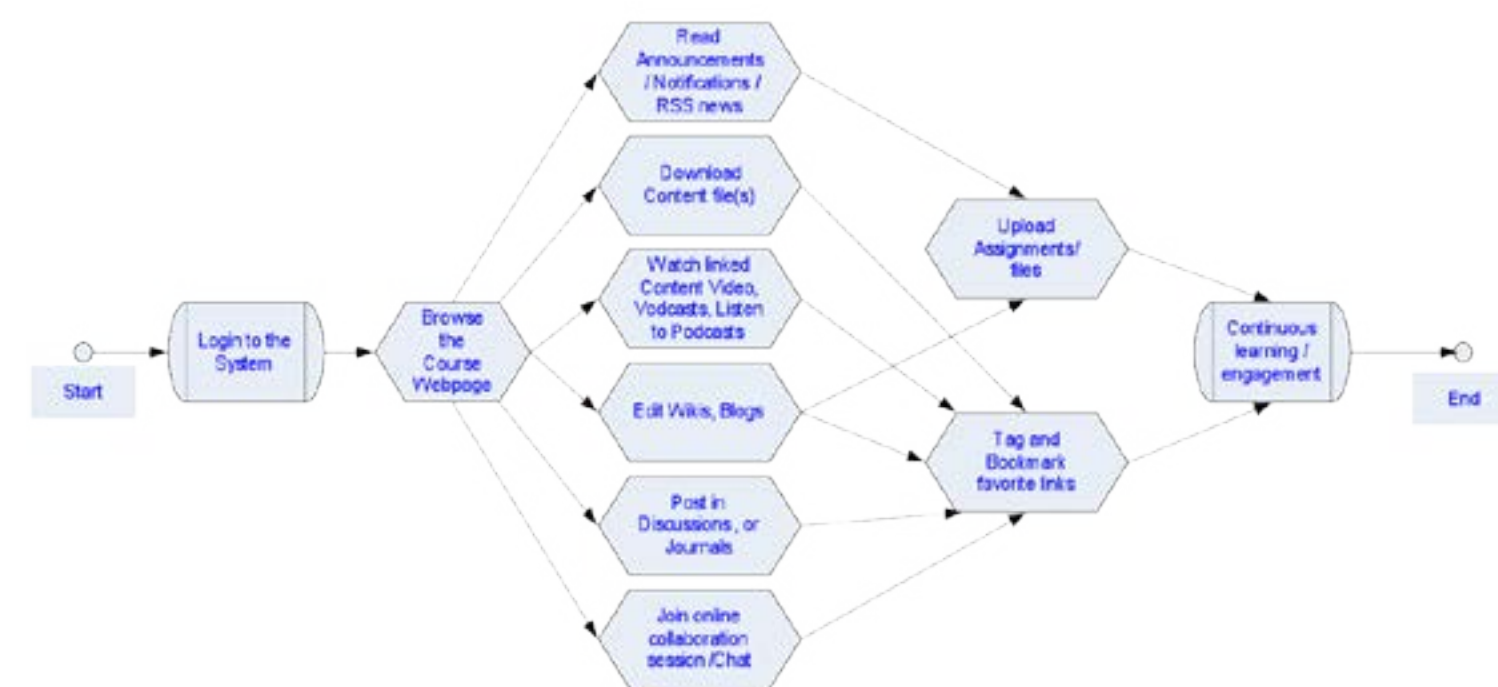 Start
Login to the
System
Browse
the
Course
Webpage
Read
Announcements
/ Notifications /
RSS news
Download
Content file(s)
Watch linked
Content Video,
Vodcasts, Listen
to Podcasts
Edit Wikis, Blogs
Post in
Discussions, or
Journals
Join online
collaboration
session /Chat
Upload
Assignments/
files
Tag and
Bookmark
favorite links
Continuous
learning /
engagement
End